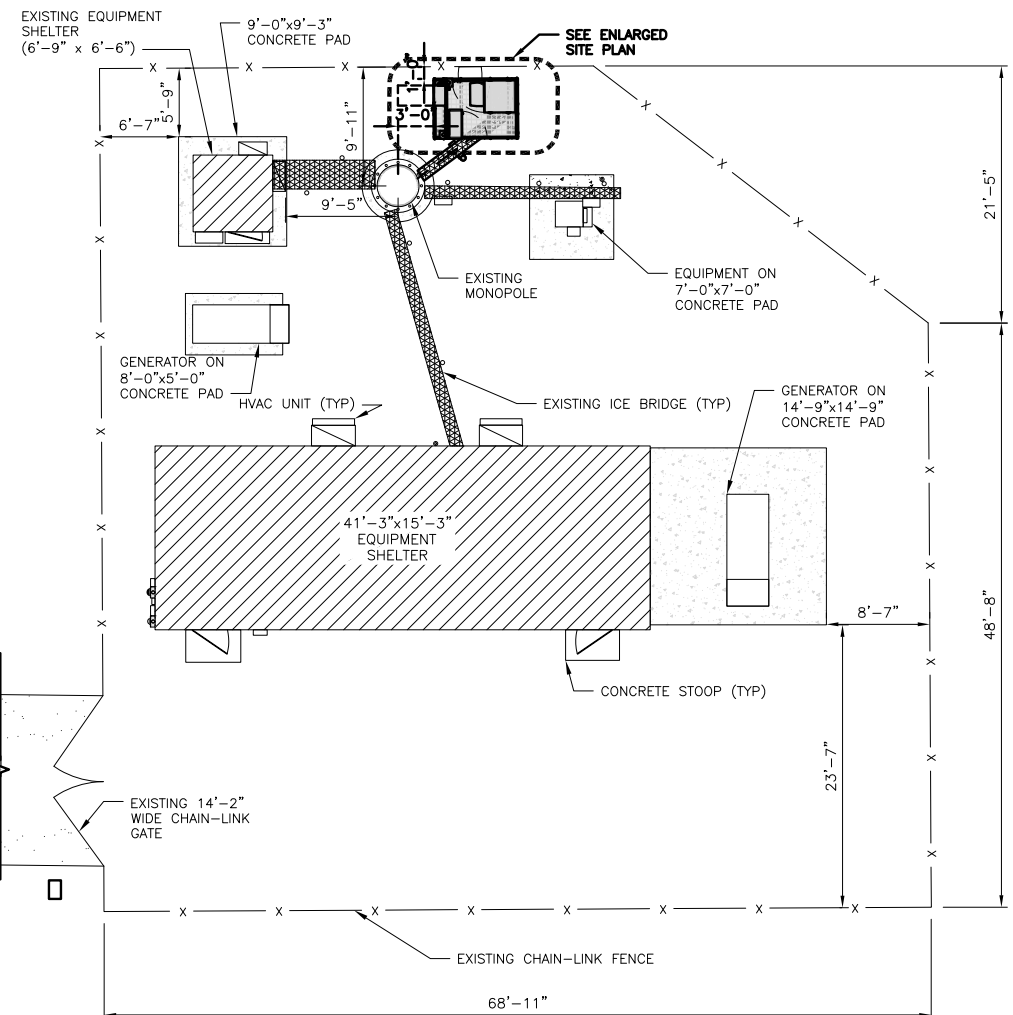 EXISTING EQUIPMENT
SHELTER
(6'-9" x 6'-6")
9'-0"x9'-3"
CONCRETE PAD
SEE ENLARGED
SITE PLAN
6'-7"
5'-9"
9'-11"
3'-0"
9'-5"
21'-5"
EXISTING
MONOPOLE
EQUIPMENT ON
7'-0"x7'-0"
CONCRETE PAD
GENERATOR ON
8'-0"x5'-0"
CONCRETE PAD
HVAC UNIT (TYP)
EXISTING ICE BRIDGE (TYP)
GENERATOR ON
14'-9"x14'-9"
CONCRETE PAD
41'-3"x15'-3"
EQUIPMENT
SHELTER
8'-7"
48'-8"
CONCRETE STOOP (TYP)
23'-7"
EXISTING 14'-2"
WIDE CHAIN-LINK
GATE
EXISTING CHAIN-LINK FENCE
68'-11"